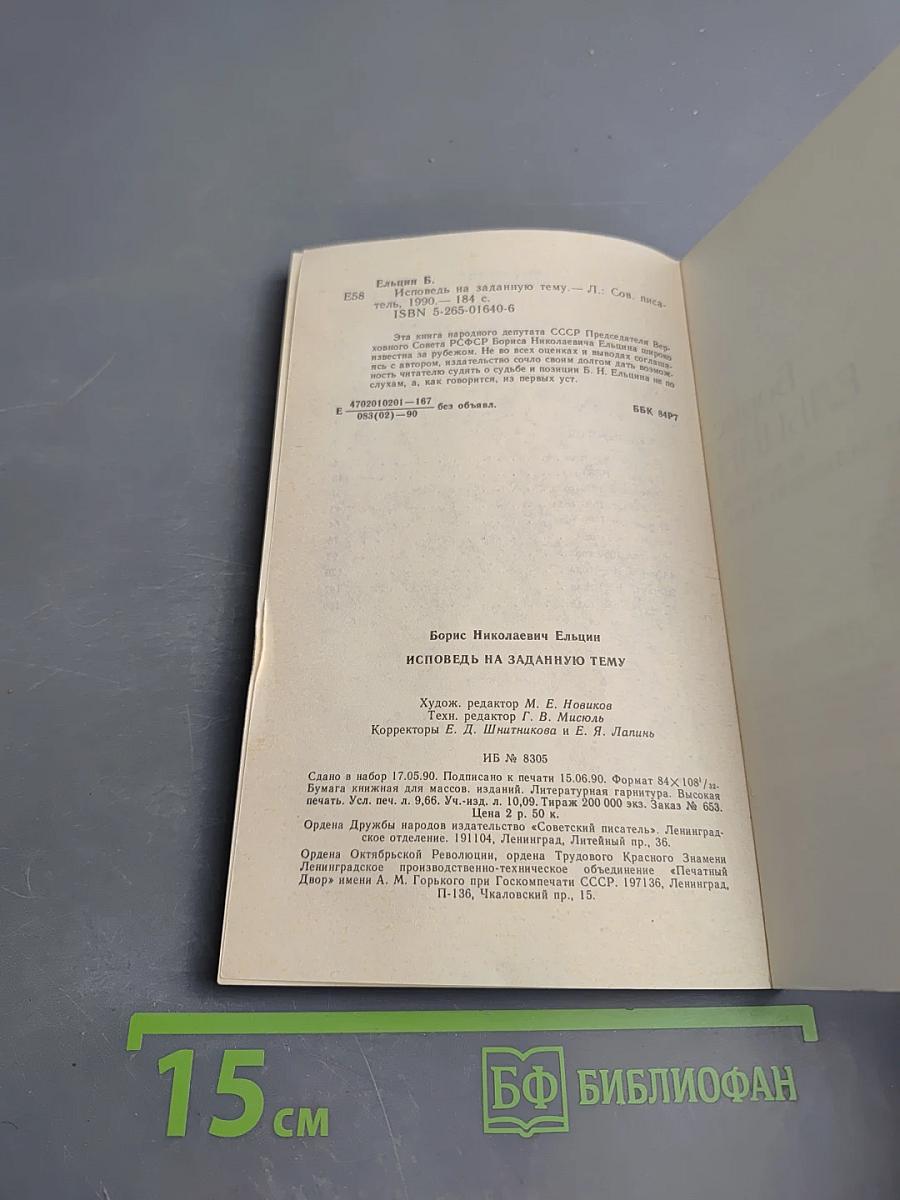 Ельцин Б.
Е58 Исповедь на заданную тему.— Л.: Сов. писа-
тель, 1990.— 184 с.
ISBN 5-265-01640-6
Эта книга народного депутата СССР Председателя Вер-
ховного Совета РСФСР Бориса Николаевича Ельцина широко
известна за рубежом. Не во всех оценках и выводах соглаша-
ясь с автором, издательство сочло своим долгом дать возмож-
ность читателю судить о судьбе и позиции Б. Н. Ельцина не по
слухам, а, как говорится, из первых уст.
Е 4702010201—167 без объявл.
083(02)—90
ББК 84Р7
Борис Николаевич Ельцин
ИСПОВЕДЬ НА ЗАДАННУЮ ТЕМУ
Худож. редактор М. Е. Новиков
Техн. редактор Г. В. Мисюль
Корректоры Е. Д. Шнитникова и Е. Я. Лапинь
ИБ № 8305
Сдано в набор 17.05.90. Подписано к печати 15.06.90. Формат 84×108¹/₃₂.
Бумага книжная для массов. изданий. Литературная гарнитура. Высокая
печать. Усл. печ. л. 9,66. Уч.-изд. л. 10,09. Тираж 200 000 экз. Заказ № 653.
Цена 2 р. 50 к.
Ордена Дружбы народов издательство «Советский писатель». Ленинград-
ское отделение. 191104, Ленинград, Литейный пр., 36.
Ордена Октябрьской Революции, ордена Трудового Красного Знамени
Ленинградское производственно-техническое объединение «Печатный
Двор» имени А. М. Горького при Госкомпечати СССР. 197136, Ленинград,
П-136, Чкаловский пр., 15.
15 см
БФ БИБЛИОФАН